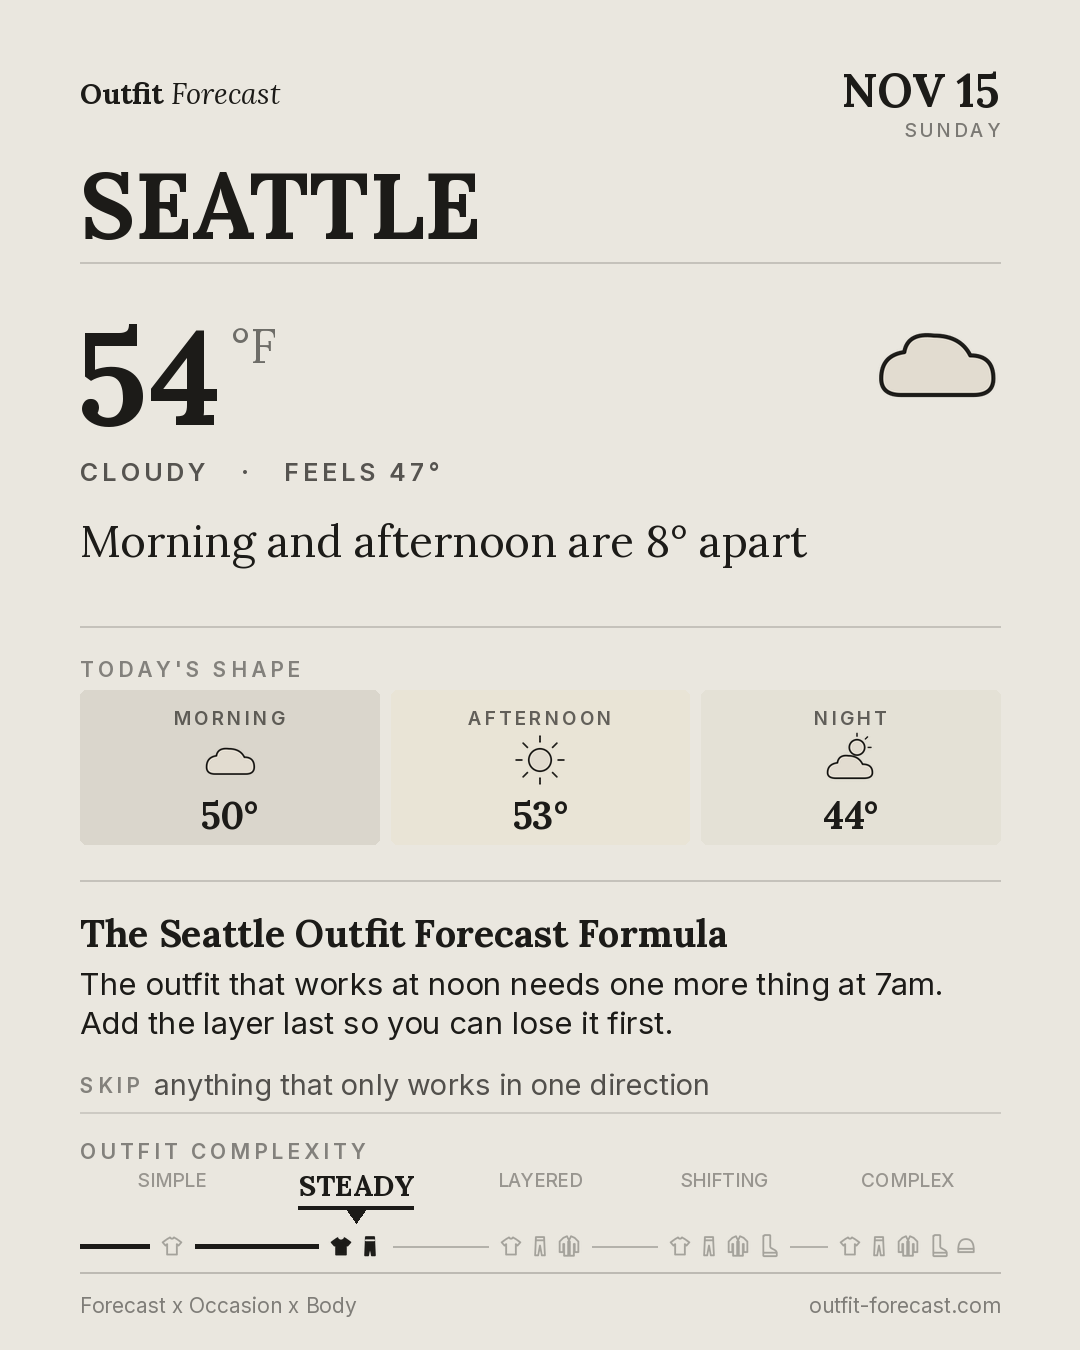 Outfit Forecast
NOV 15
SUNDAY
SEATTLE
54 °F
CLOUDY · FEELS 47°
Morning and afternoon are 8° apart
TODAY'S SHAPE
MORNING
50°
AFTERNOON
53°
NIGHT
44°
The Seattle Outfit Forecast Formula
The outfit that works at noon needs one more thing at 7am.
Add the layer last so you can lose it first.
SKIP anything that only works in one direction
OUTFIT COMPLEXITY
SIMPLE STEADY LAYERED SHIFTING COMPLEX
Forecast x Occasion x Body
outfit-forecast.com